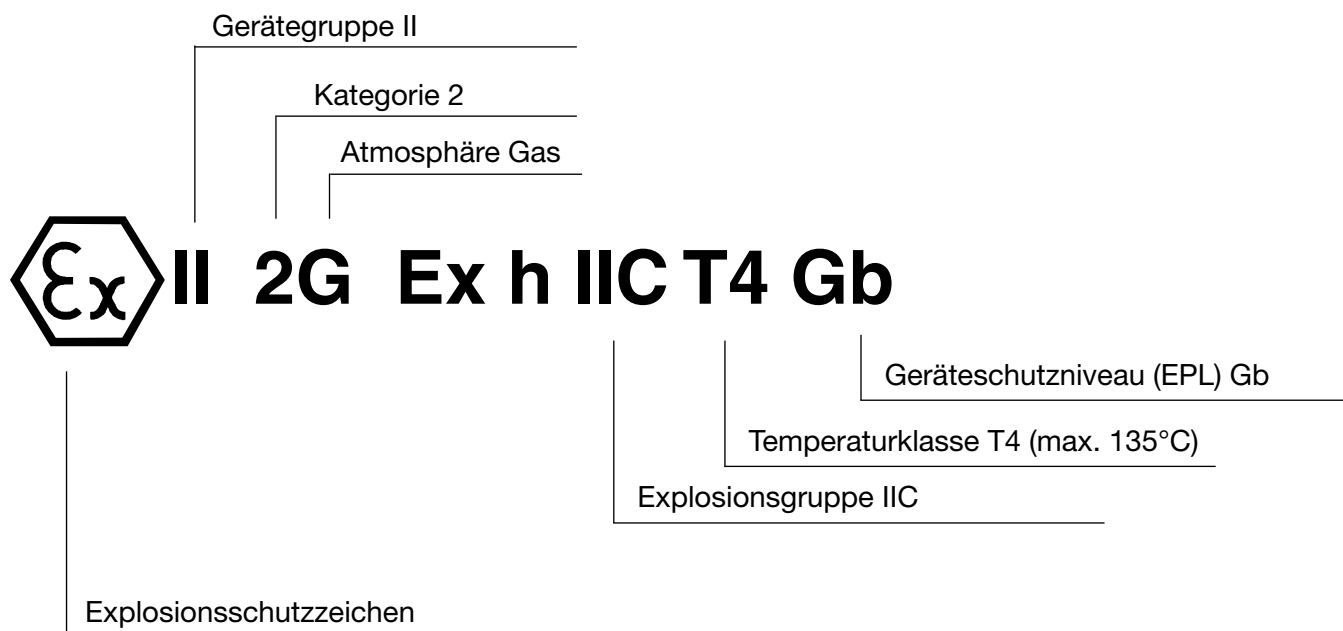 Gerätegruppe II
Kategorie 2
Atmosphäre Gas
Ex II 2G Ex h IIC T4 Gb
Geräteschutzniveau (EPL) Gb
Temperaturklasse T4 (max. 135°C)
Explosionsgruppe IIC
Explosionsschutzzeichen